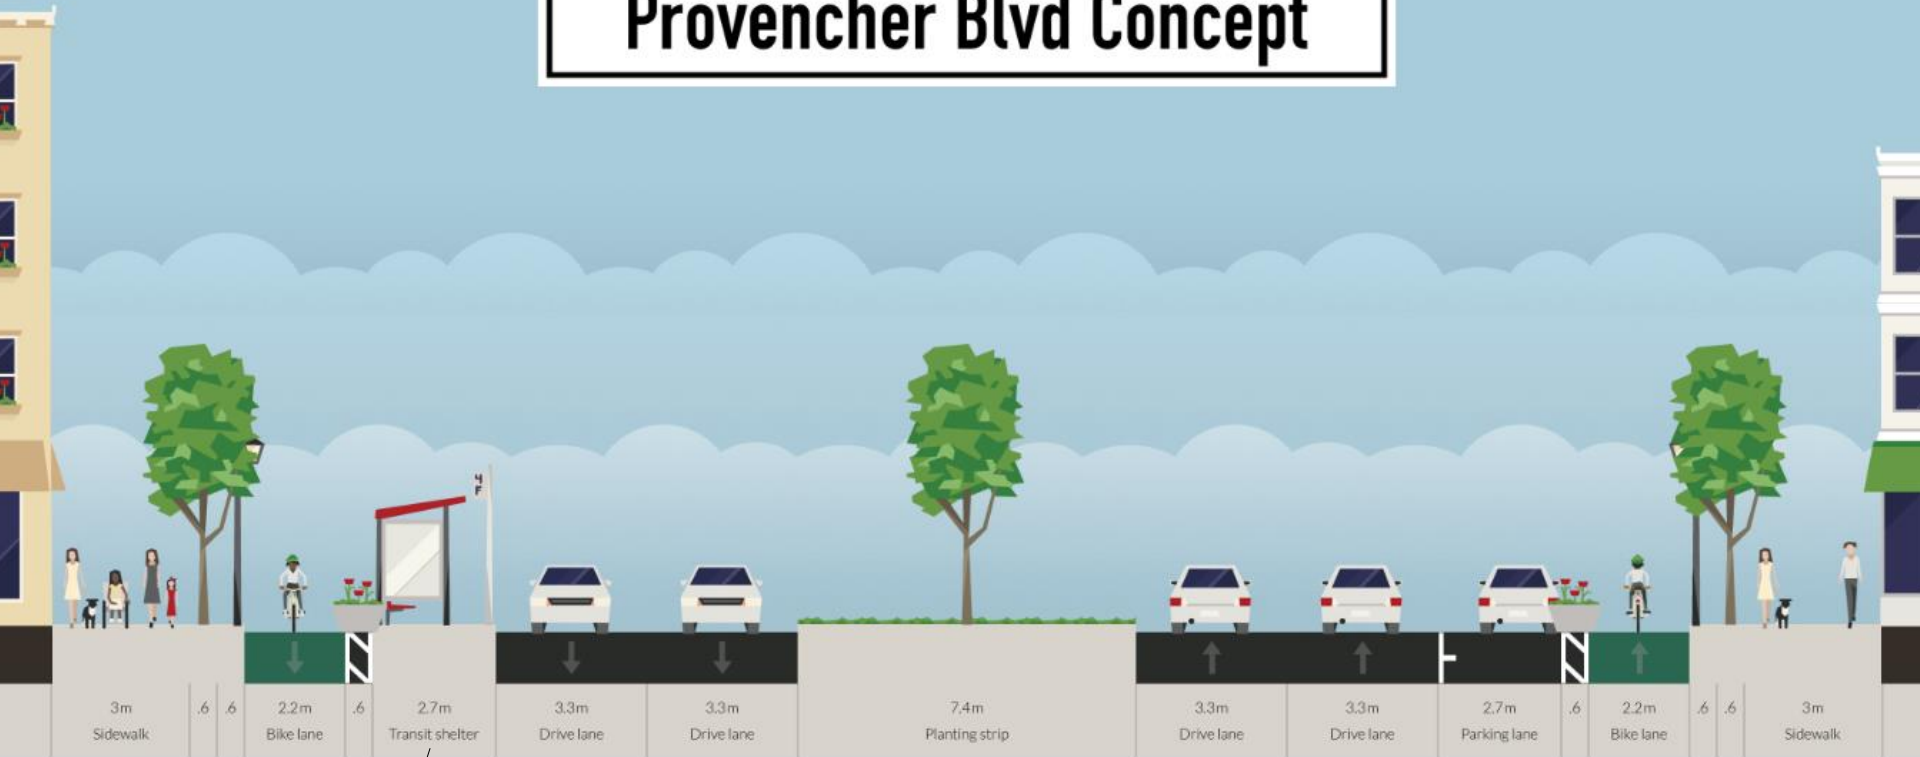 Provencher Blvd Concept
3m
.6
.6
2.2m
.6
2.7m
3.3m
3.3m
7.4m
3.3m
3.3m
2.7m
.6
2.2m
.6
.6
3m
Sidewalk
Bike lane
Transit shelter
Drive lane
Drive lane
Planting strip
Drive lane
Drive lane
Parking lane
Bike lane
Sidewalk